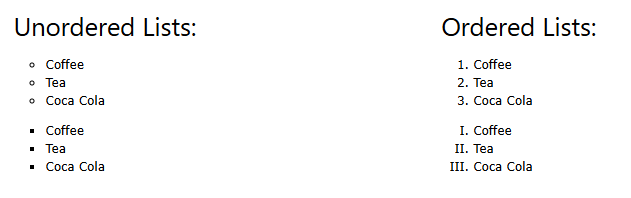 Unordered Lists:
○ Coffee
○ Tea
○ Coca Cola
■ Coffee
■ Tea
■ Coca Cola
Ordered Lists:
1. Coffee
2. Tea
3. Coca Cola
I. Coffee
II. Tea
III. Coca Cola